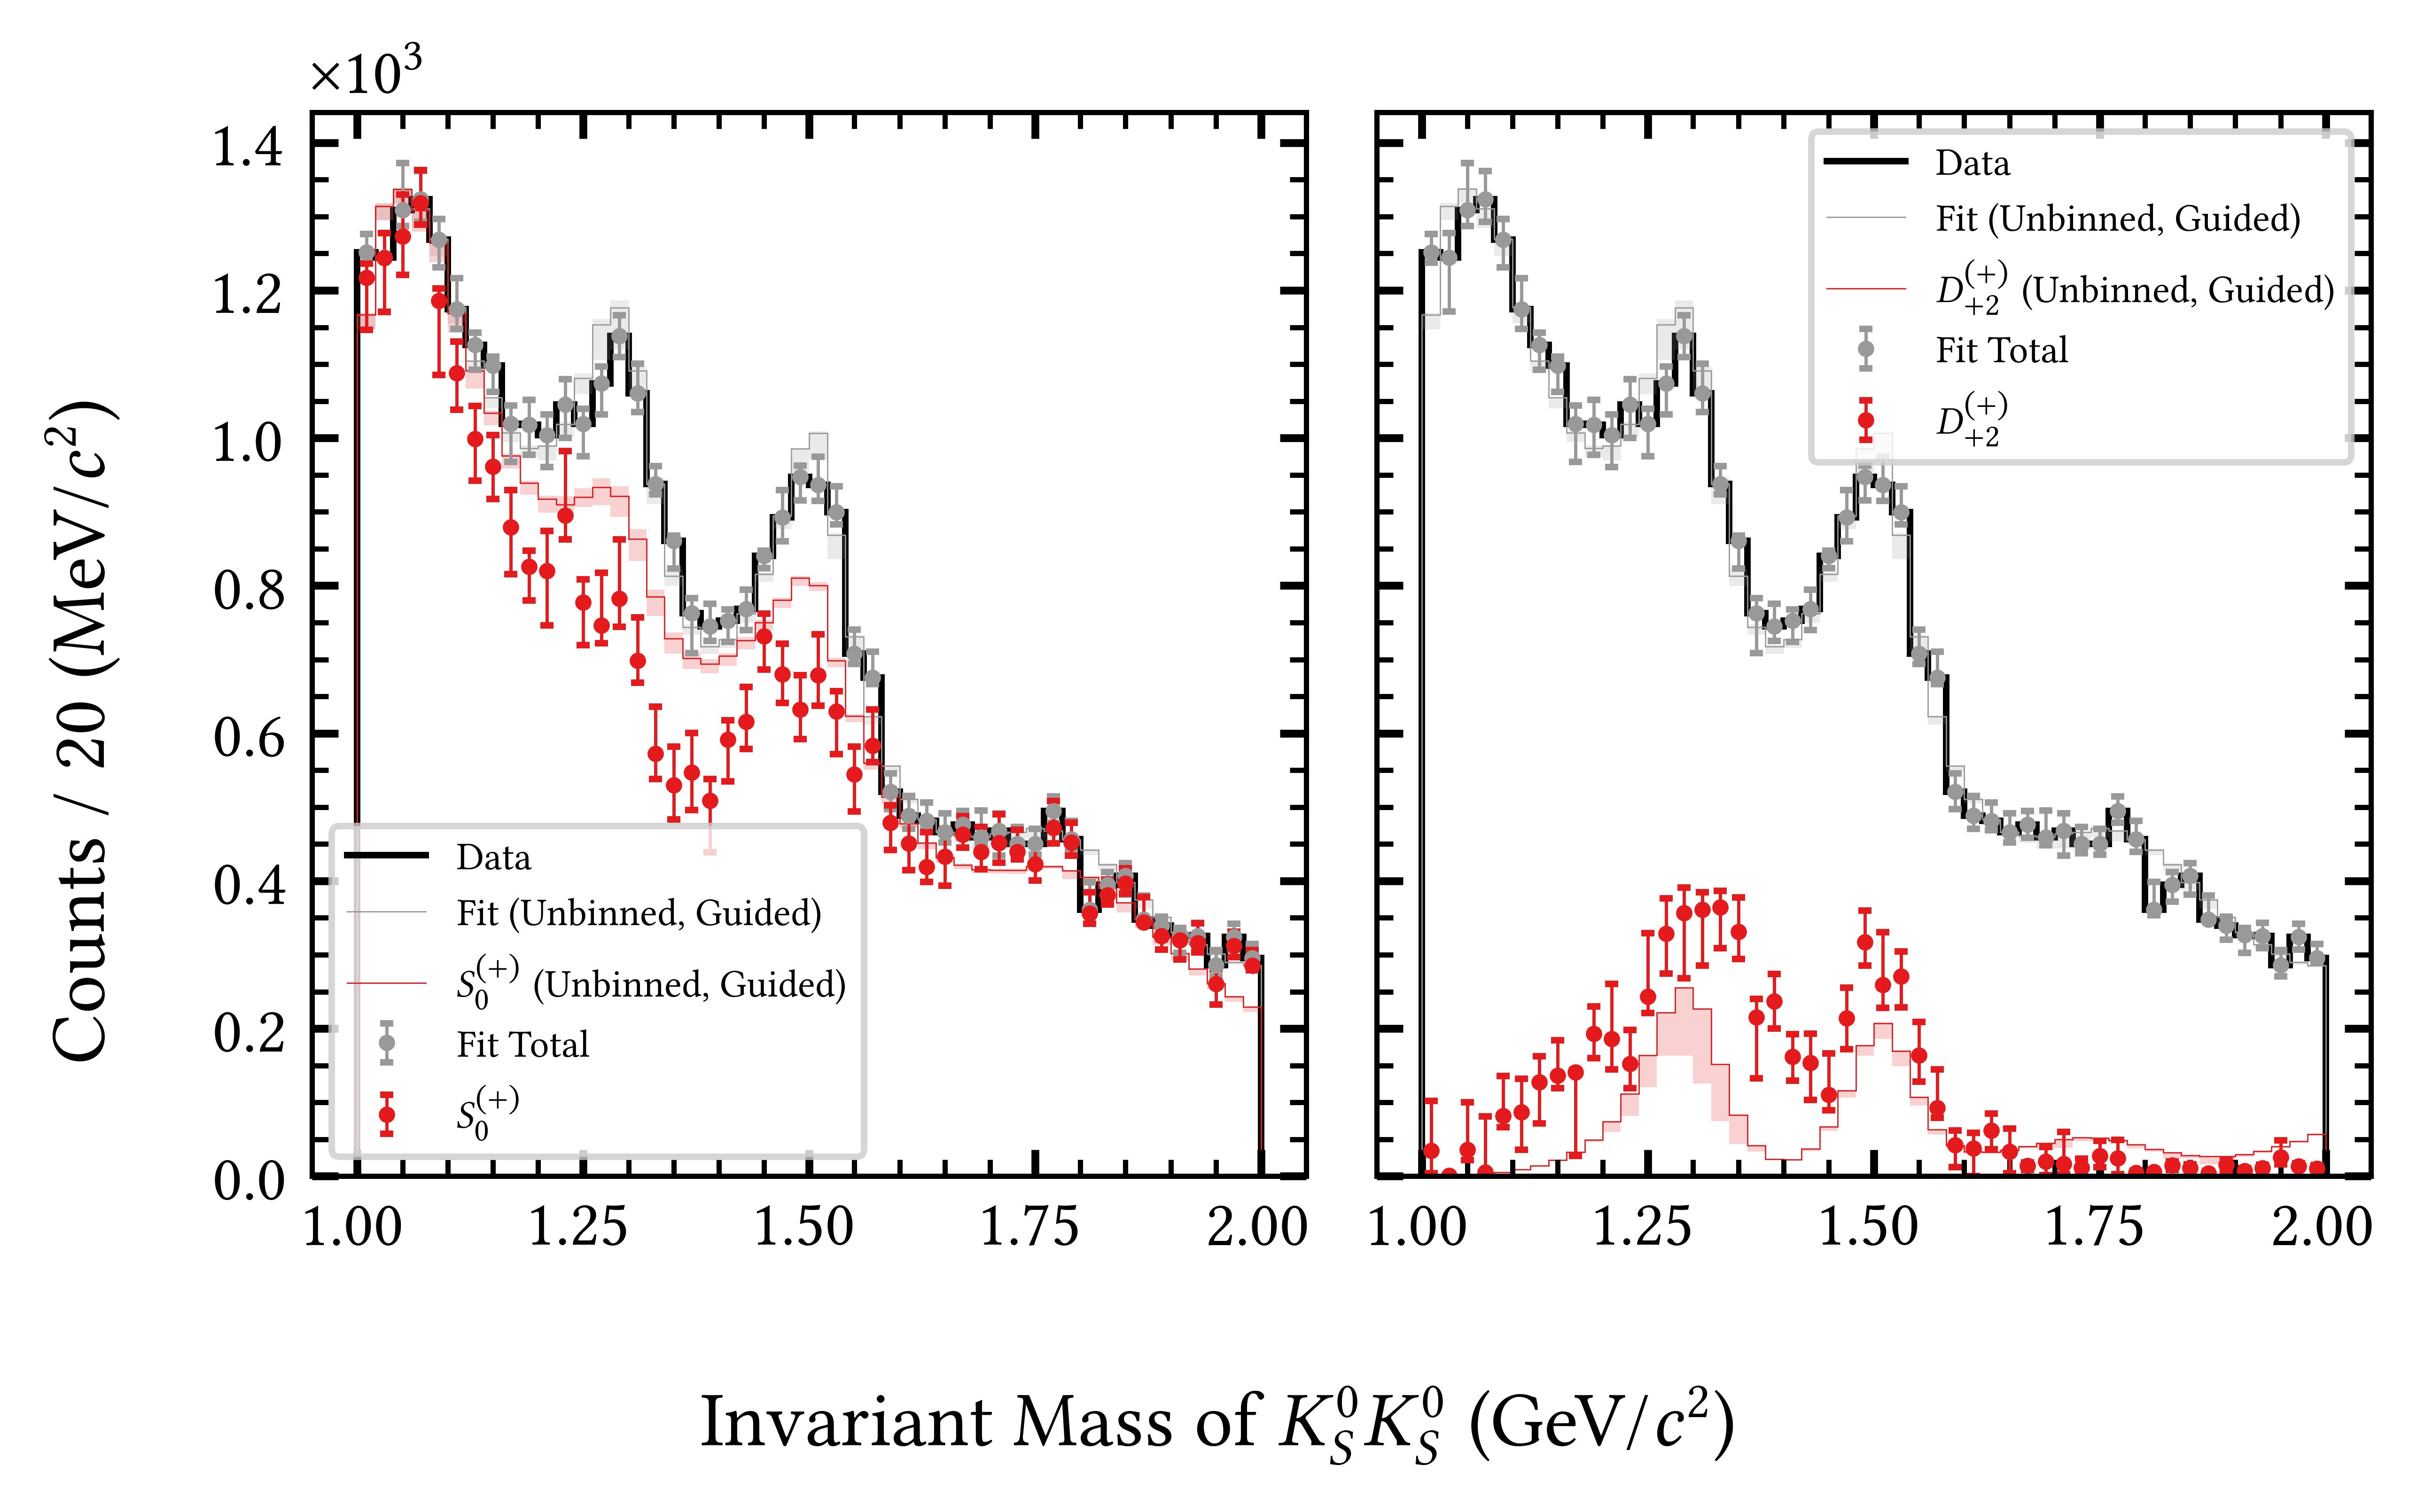 ×10³
1.4
1.2
1.0
0.8
0.6
0.4
0.2
0.0
Counts / 20 (MeV/c²)
Data
Fit (Unbinned, Guided)
S₀⁽⁺⁾ (Unbinned, Guided)
Fit Total
S₀⁽⁺⁾
1.00 1.25 1.50 1.75 2.00
Data
Fit (Unbinned, Guided)
D₊₂⁽⁺⁾ (Unbinned, Guided)
Fit Total
D₊₂⁽⁺⁾
1.00 1.25 1.50 1.75 2.00
Invariant Mass of K_S⁰K_S⁰ (GeV/c²)